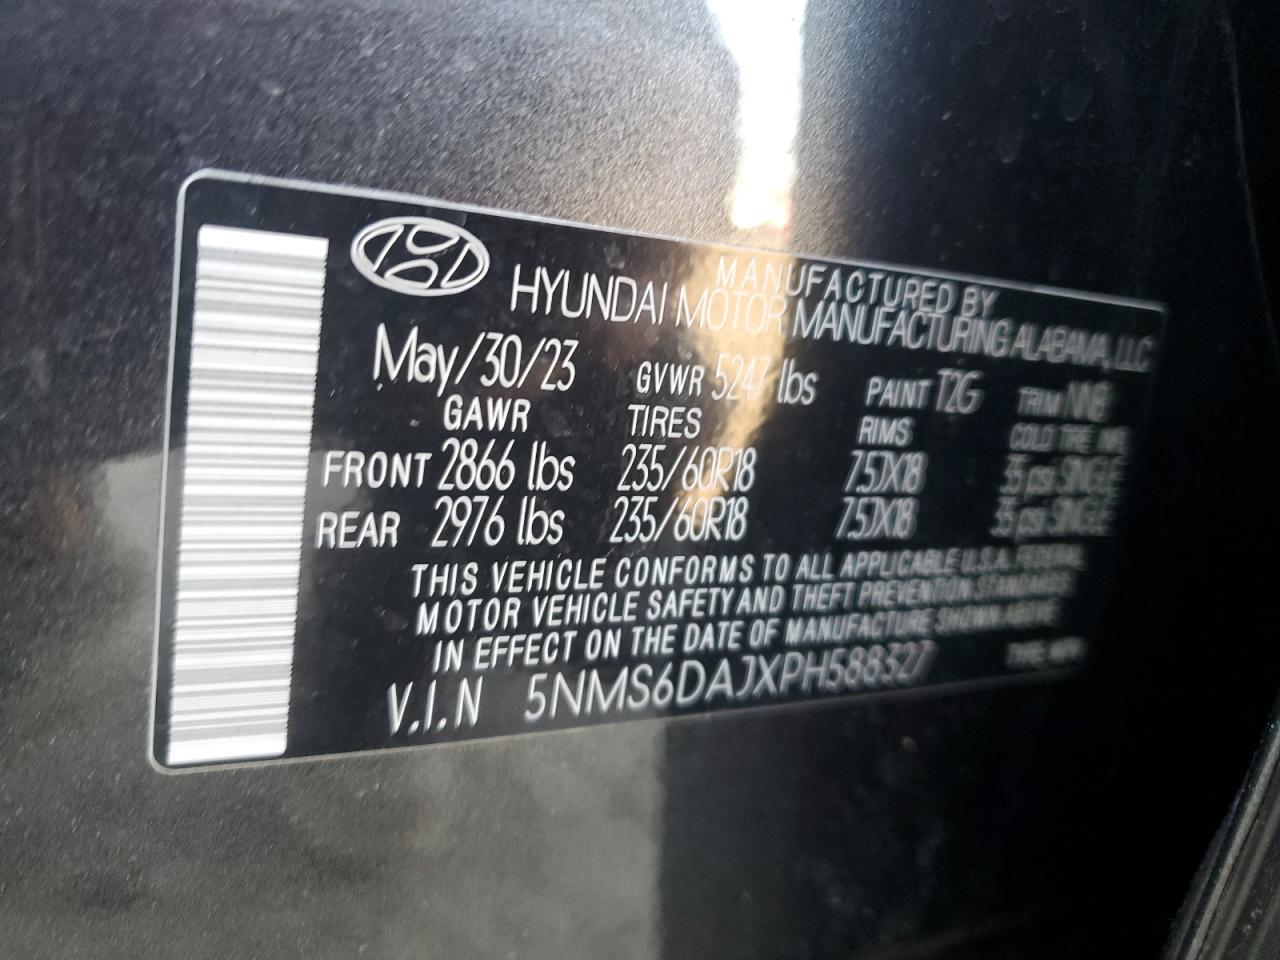 MANUFACTURED BY
HYUNDAI MOTOR MANUFACTURING ALABAMA, LLC
May/30/23 GVWR 5247 lbs PAINT T2G TRIM NNB
GAWR TIRES RIMS COLD TIRE
FRONT 2866 lbs 235/60R18 7.5JX18 35 psi SINGLE
REAR 2976 lbs 235/60R18 7.5JX18 35 psi SINGLE
THIS VEHICLE CONFORMS TO ALL APPLICABLE U.S.A. FEDERAL
MOTOR VEHICLE SAFETY AND THEFT PREVENTION STANDARDS
IN EFFECT ON THE DATE OF MANUFACTURE SHOWN ABOVE
V.I.N 5NMS6DAJXPH588327 TYPE: MPV